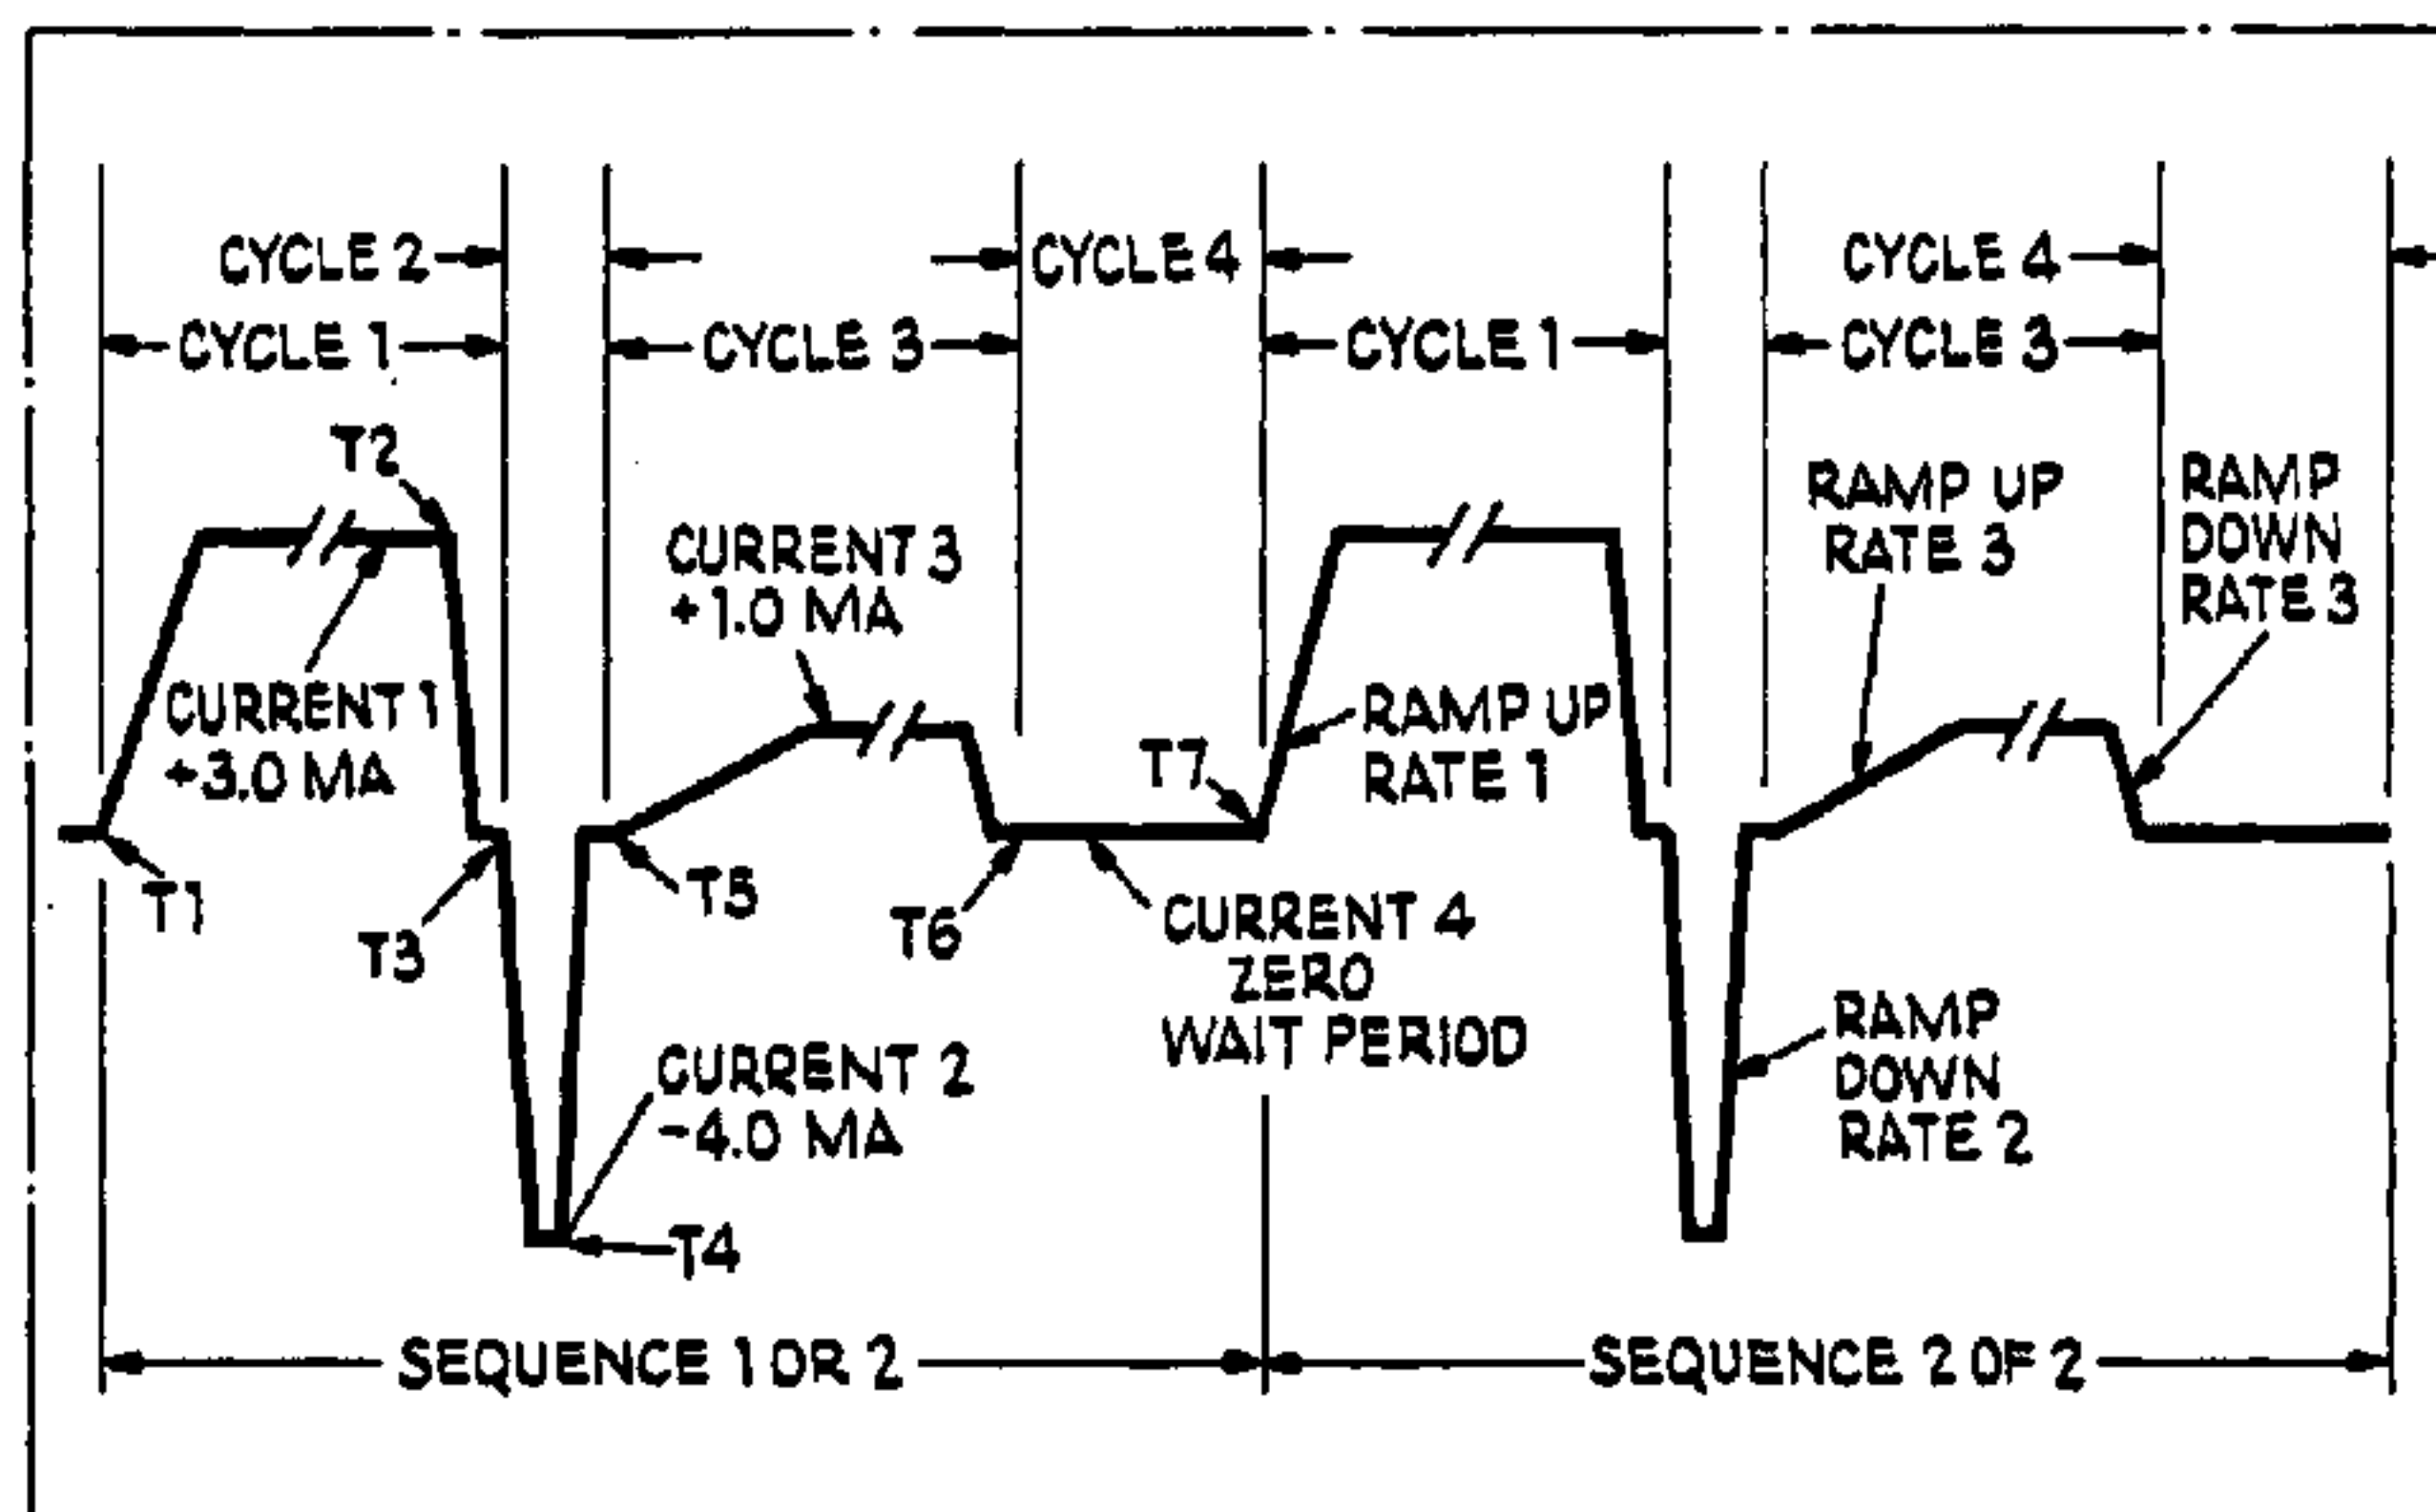 CYCLE 2
CYCLE 4
CYCLE 4
CYCLE 1
CYCLE 3
CYCLE 1
CYCLE 3
T2
CURRENT 3
+1.0 MA
RAMP UP
RATE 3
RAMP
DOWN
RATE 3
CURRENT 1
+3.0 MA
T7
RAMP UP
RATE 1
T1
T3
T5
T6
CURRENT 4
ZERO
WAIT PERIOD
CURRENT 2
-4.0 MA
RAMP
DOWN
RATE 2
T4
SEQUENCE 1 OR 2
SEQUENCE 2 OF 2